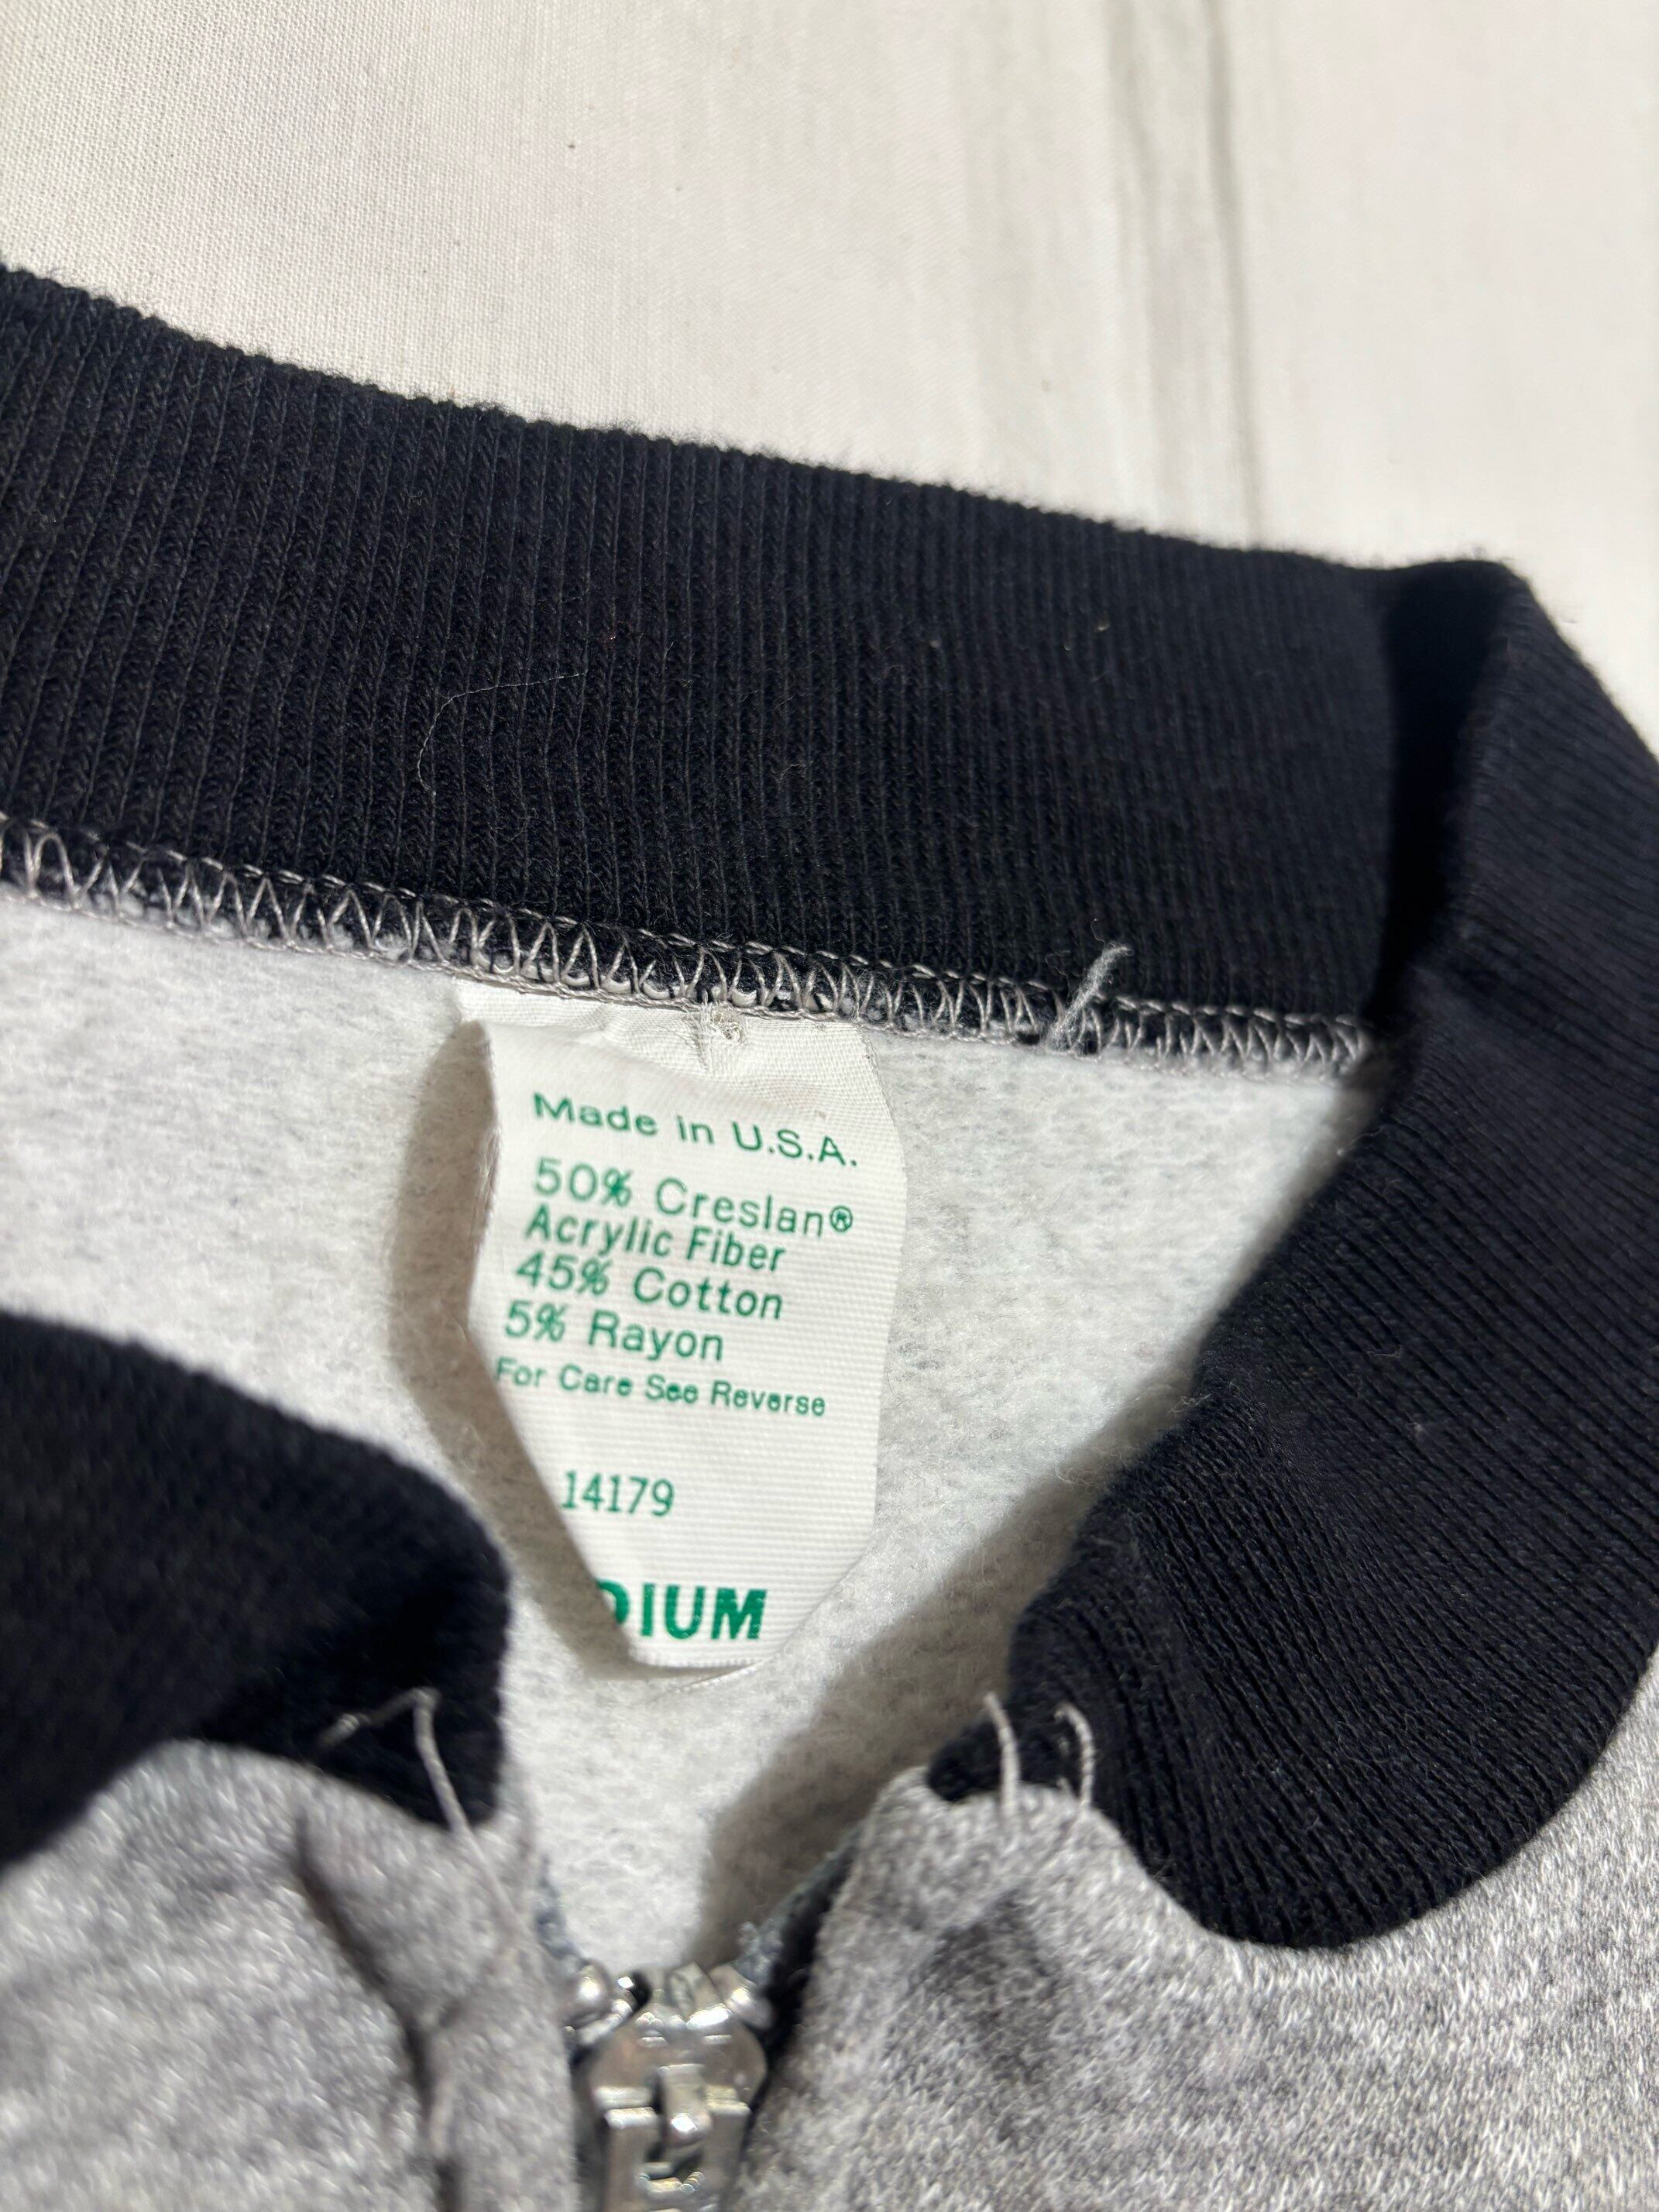 Made in U.S.A.
50% Creslan®
Acrylic Fiber
45% Cotton
5% Rayon
For Care See Reverse
14179
DIUM